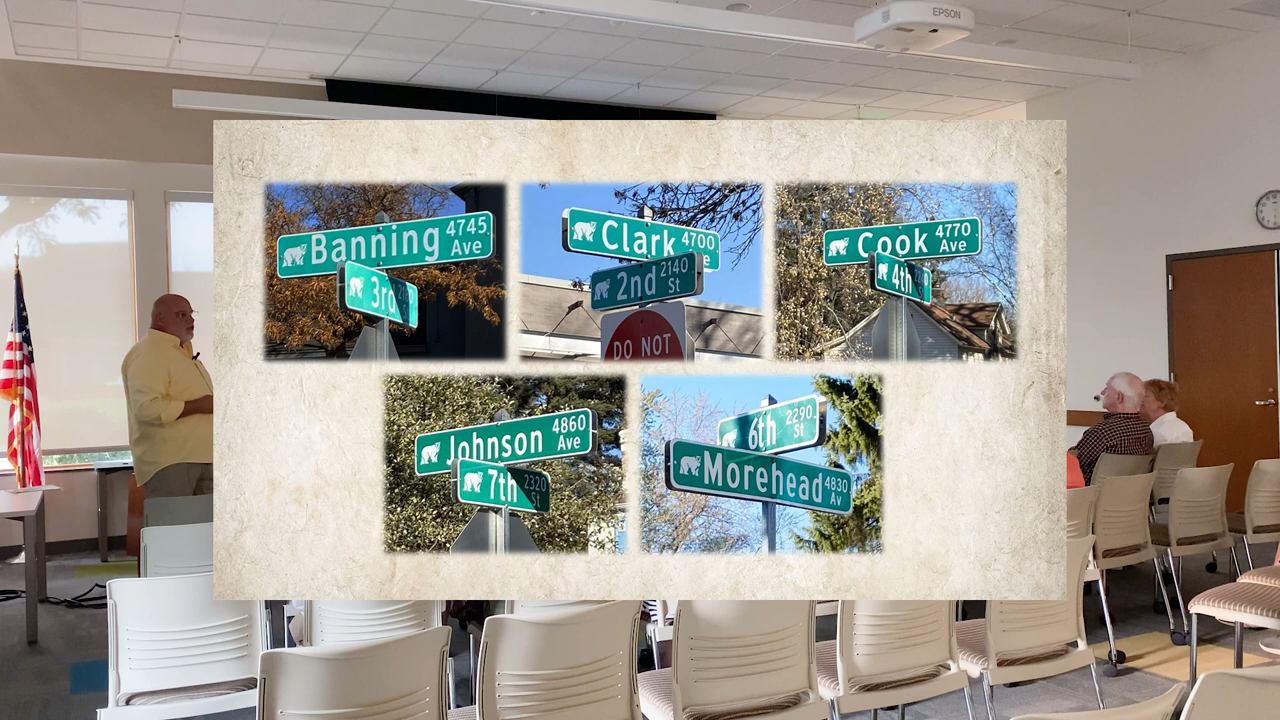 EPSON
Banning 4745 Ave
3rd
Clark 4700
2nd 2140 St
DO NOT
Cook 4770 Ave
4th
Johnson 4860 Ave
7th 2320 St
6th 2290 St
Morehead 4830 Av